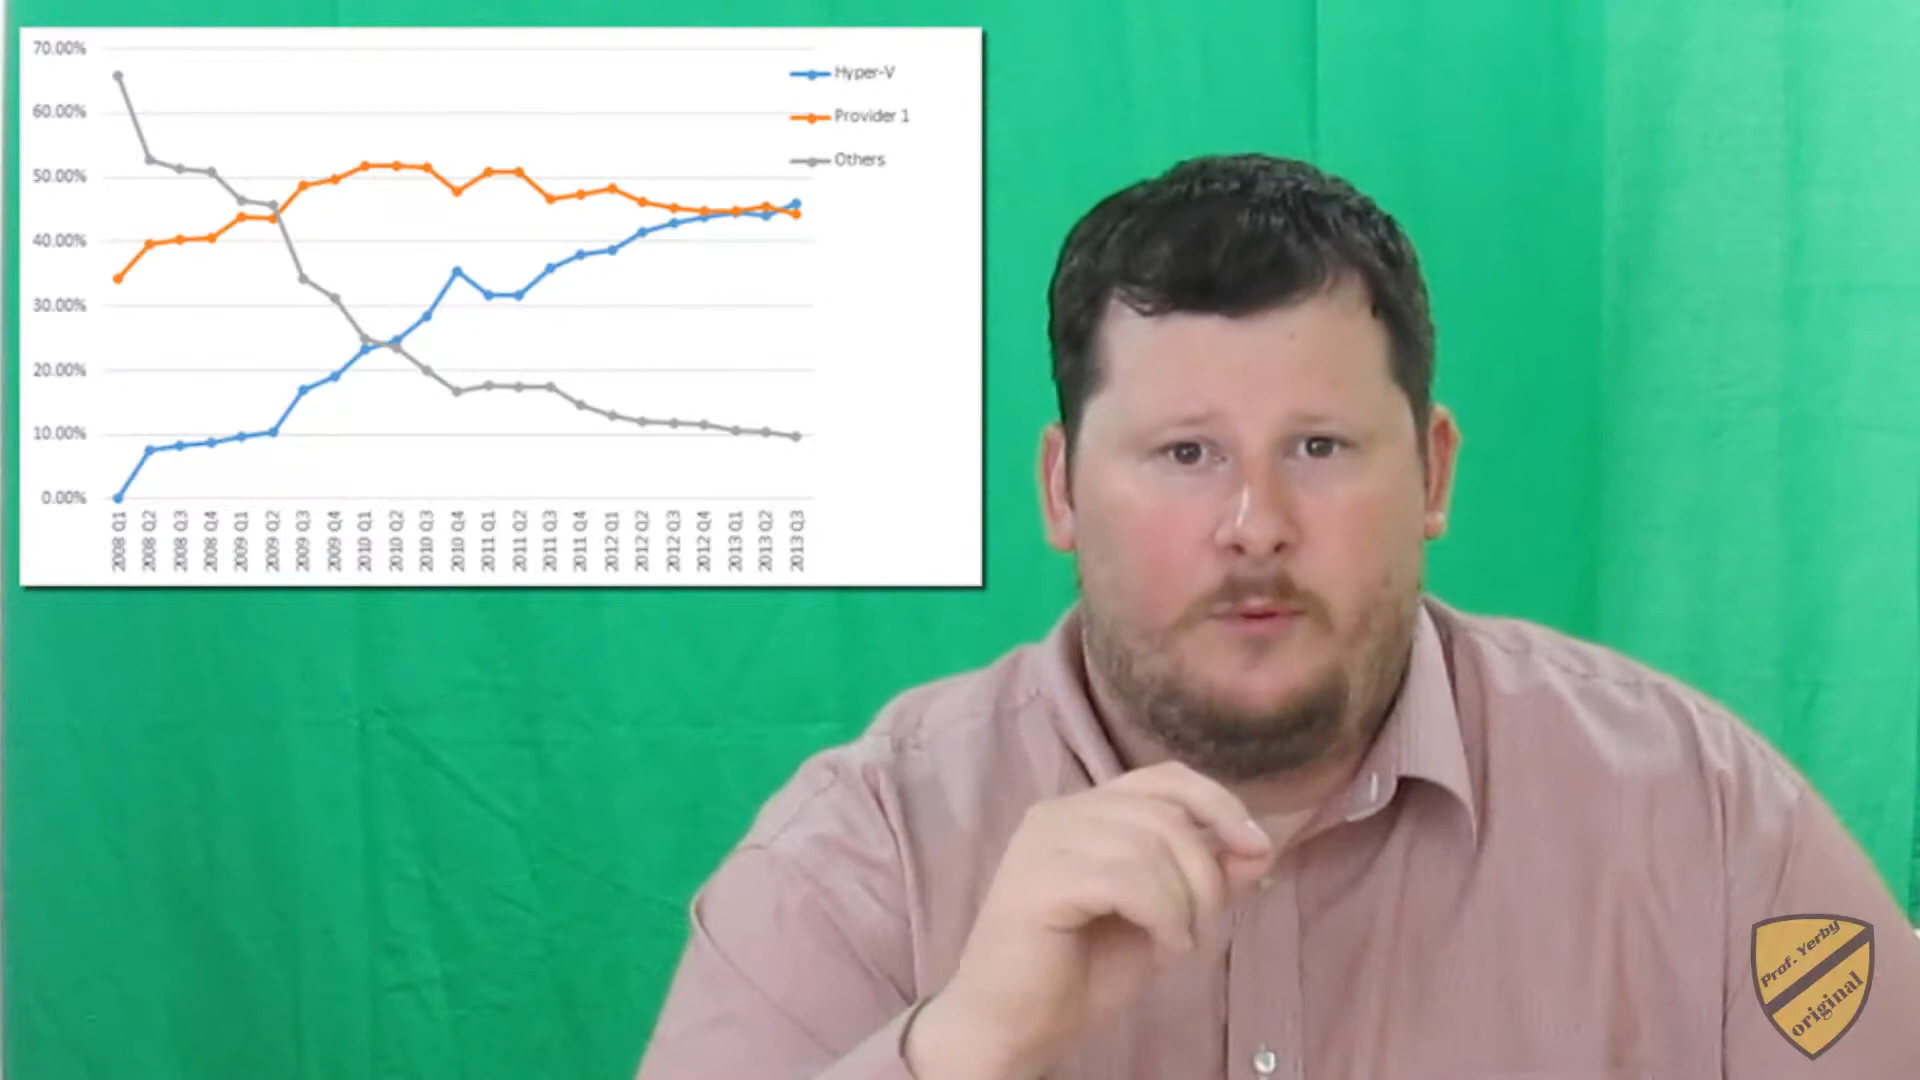 70.00%
60.00%
50.00%
40.00%
30.00%
20.00%
10.00%
0.00%
Hyper-V
Provider 1
Others
2008 Q1
2008 Q2
2008 Q3
2008 Q4
2009 Q1
2009 Q2
2009 Q3
2009 Q4
2010 Q1
2010 Q2
2010 Q3
2010 Q4
2011 Q1
2011 Q2
2011 Q3
2011 Q4
2012 Q1
2012 Q2
2012 Q3
2012 Q4
2013 Q1
2013 Q2
2013 Q3
Prof. Yerby
original